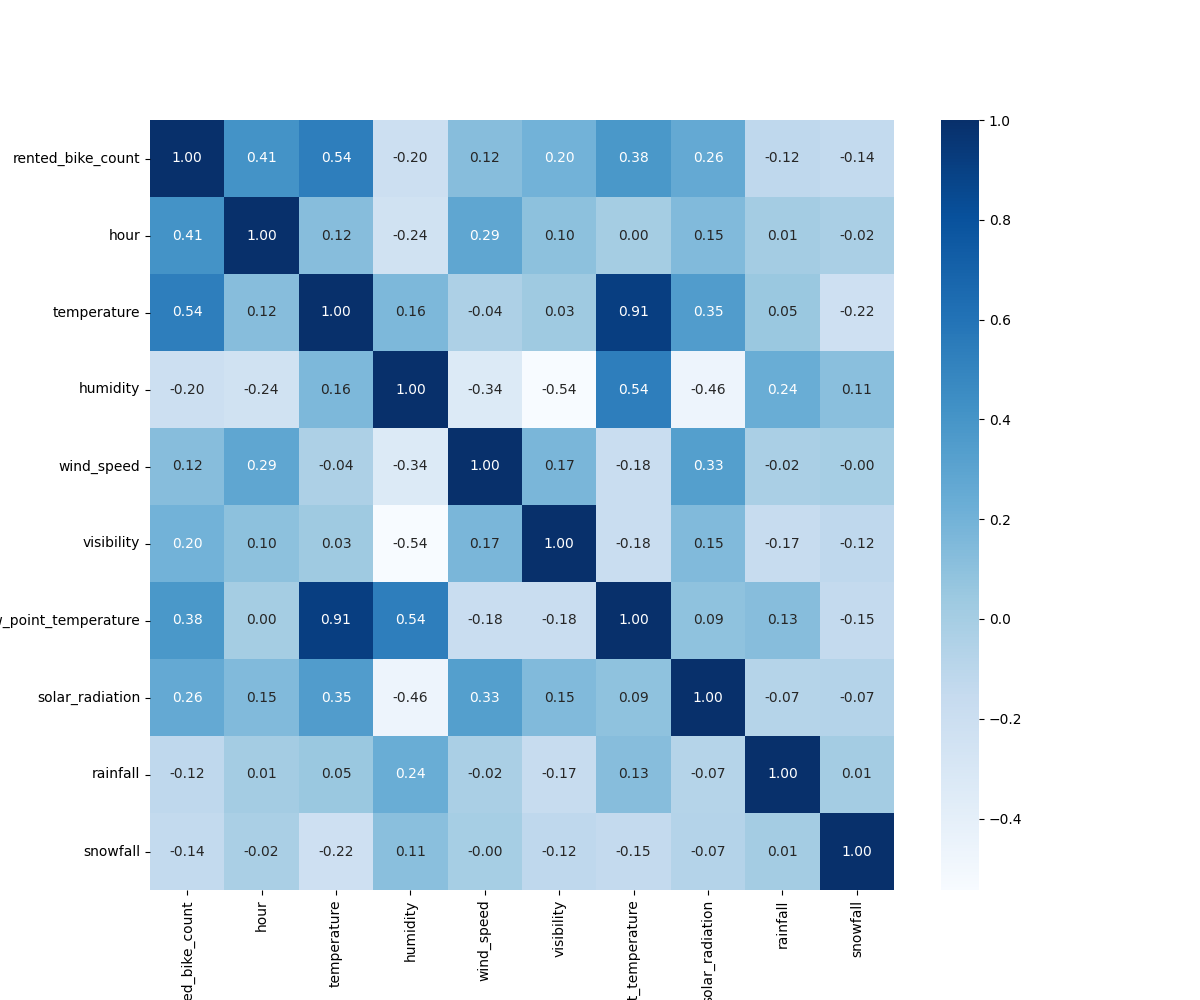 rented_bike_count 1.00 0.41 0.54 -0.20 0.12 0.20 0.38 0.26 -0.12 -0.14
hour 0.41 1.00 0.12 -0.24 0.29 0.10 0.00 0.15 0.01 -0.02
temperature 0.54 0.12 1.00 0.16 -0.04 0.03 0.91 0.35 0.05 -0.22
humidity -0.20 -0.24 0.16 1.00 -0.34 -0.54 0.54 -0.46 0.24 0.11
wind_speed 0.12 0.29 -0.04 -0.34 1.00 0.17 -0.18 0.33 -0.02 -0.00
visibility 0.20 0.10 0.03 -0.54 0.17 1.00 -0.18 0.15 -0.17 -0.12
_point_temperature 0.38 0.00 0.91 0.54 -0.18 -0.18 1.00 0.09 0.13 -0.15
solar_radiation 0.26 0.15 0.35 -0.46 0.33 0.15 0.09 1.00 -0.07 -0.07
rainfall -0.12 0.01 0.05 0.24 -0.02 -0.17 0.13 -0.07 1.00 0.01
snowfall -0.14 -0.02 -0.22 0.11 -0.00 -0.12 -0.15 -0.07 0.01 1.00
ed_bike_count
hour
temperature
humidity
wind_speed
visibility
t_temperature
solar_radiation
rainfall
snowfall
1.0
0.8
0.6
0.4
0.2
0.0
−0.2
−0.4